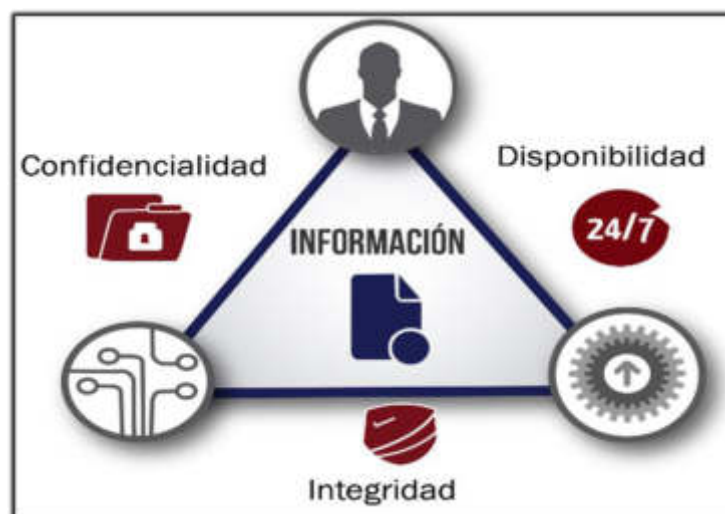 Confidencialidad
Disponibilidad
24/7
INFORMACIÓN
Integridad